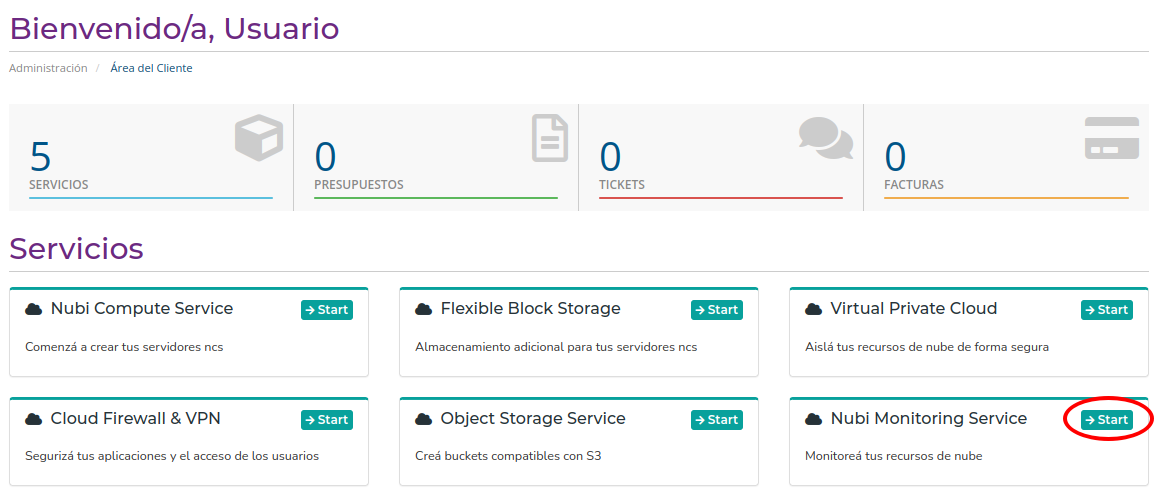 Bienvenido/a, Usuario
Administración / Área del Cliente
5
SERVICIOS
0
PRESUPUESTOS
0
TICKETS
0
FACTURAS
Servicios
Nubi Compute Service Start
Comenzá a crear tus servidores ncs
Flexible Block Storage Start
Almacenamiento adicional para tus servidores ncs
Virtual Private Cloud Start
Aislá tus recursos de nube de forma segura
Cloud Firewall & VPN Start
Segurizá tus aplicaciones y el acceso de los usuarios
Object Storage Service Start
Creá buckets compatibles con S3
Nubi Monitoring Service Start
Monitoreá tus recursos de nube